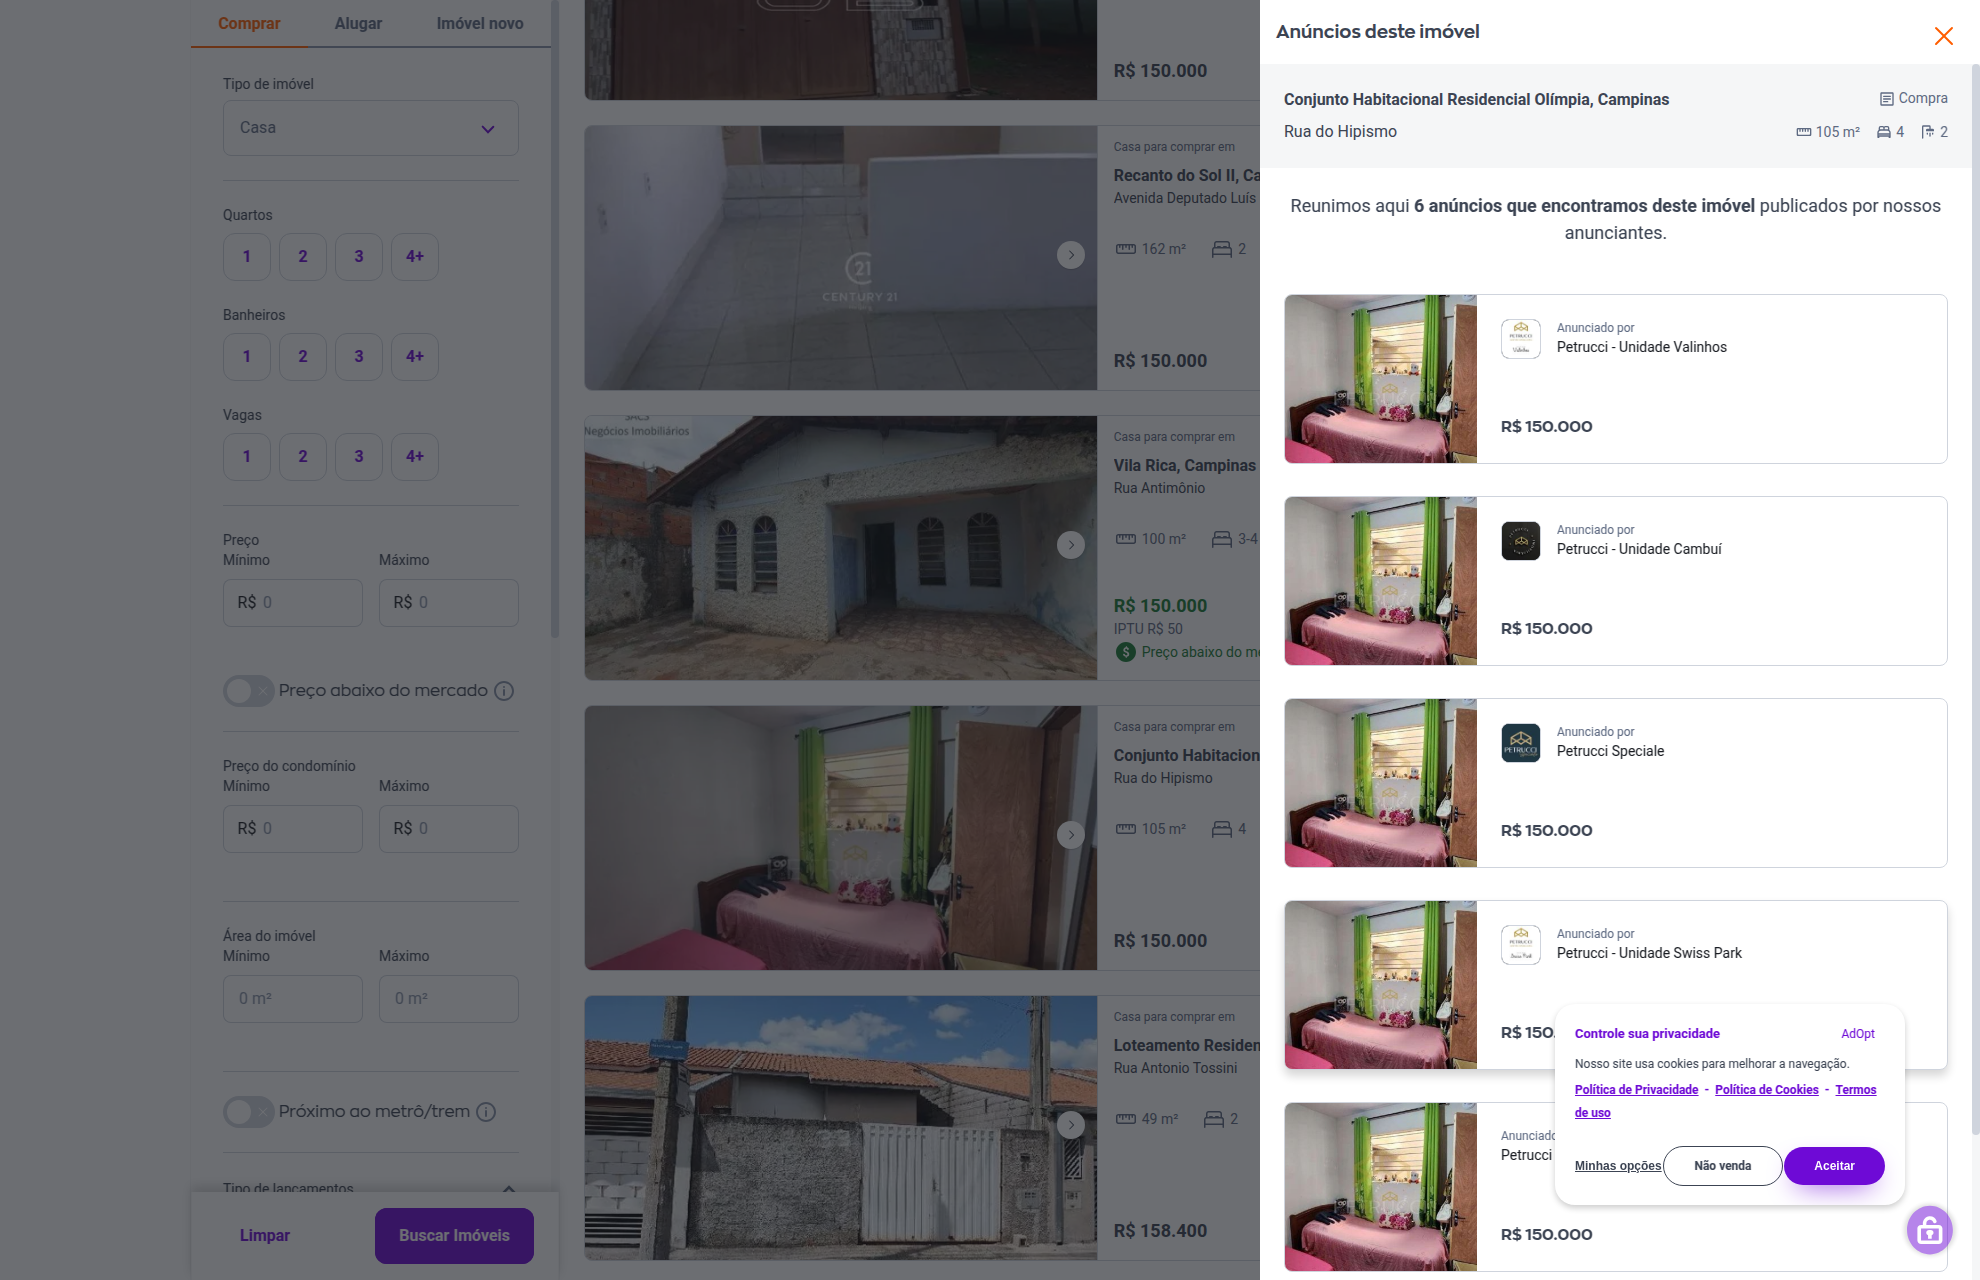 Comprar
Alugar
Imóvel novo
Tipo de imóvel
Casa
Quartos
1
2
3
4+
Banheiros
1
2
3
4+
Vagas
1
2
3
4+
Preço
Mínimo
Máximo
R$ 0
R$ 0
Preço abaixo do mercado
Preço do condomínio
Mínimo
Máximo
R$ 0
R$ 0
Área do imóvel
Mínimo
Máximo
0 m²
0 m²
Próximo ao metrô/trem
Tipo de lançamentos
Limpar
Buscar Imóveis
R$ 150.000
21
CENTURY 21
Casa para comprar em
Recanto do Sol II, Ca
Avenida Deputado Luís
162 m²
2
R$ 150.000
Negócios Imobiliários
Casa para comprar em
Vila Rica, Campinas
Rua Antimônio
100 m²
3-4
R$ 150.000
IPTU R$ 50
$ Preço abaixo do me
Casa para comprar em
Conjunto Habitacion
Rua do Hipismo
105 m²
4
R$ 150.000
Casa para comprar em
Loteamento Residen
Rua Antonio Tossini
49 m²
2
R$ 158.400
Anúncios deste imóvel
Conjunto Habitacional Residencial Olímpia, Campinas
Compra
Rua do Hipismo
105 m²
4
2
Reunimos aqui 6 anúncios que encontramos deste imóvel publicados por nossos
anunciantes.
Anunciado por
Petrucci - Unidade Valinhos
R$ 150.000
Anunciado por
Petrucci - Unidade Cambuí
R$ 150.000
PETRUCCI
Anunciado por
Petrucci Speciale
R$ 150.000
Anunciado por
Petrucci - Unidade Swiss Park
R$ 150.
Anunciado
Petrucci
R$ 150.000
Controle sua privacidade
AdOpt
Nosso site usa cookies para melhorar a navegação.
Política de Privacidade - Política de Cookies - Termos
de uso
Minhas opções
Não venda
Aceitar